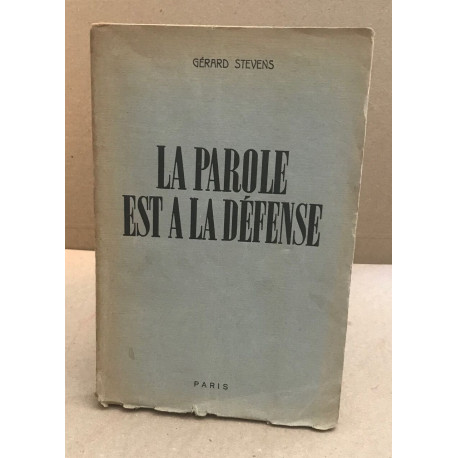 GÉRARD STEVENS
LA PAROLE
EST A LA DÉFENSE
PARIS